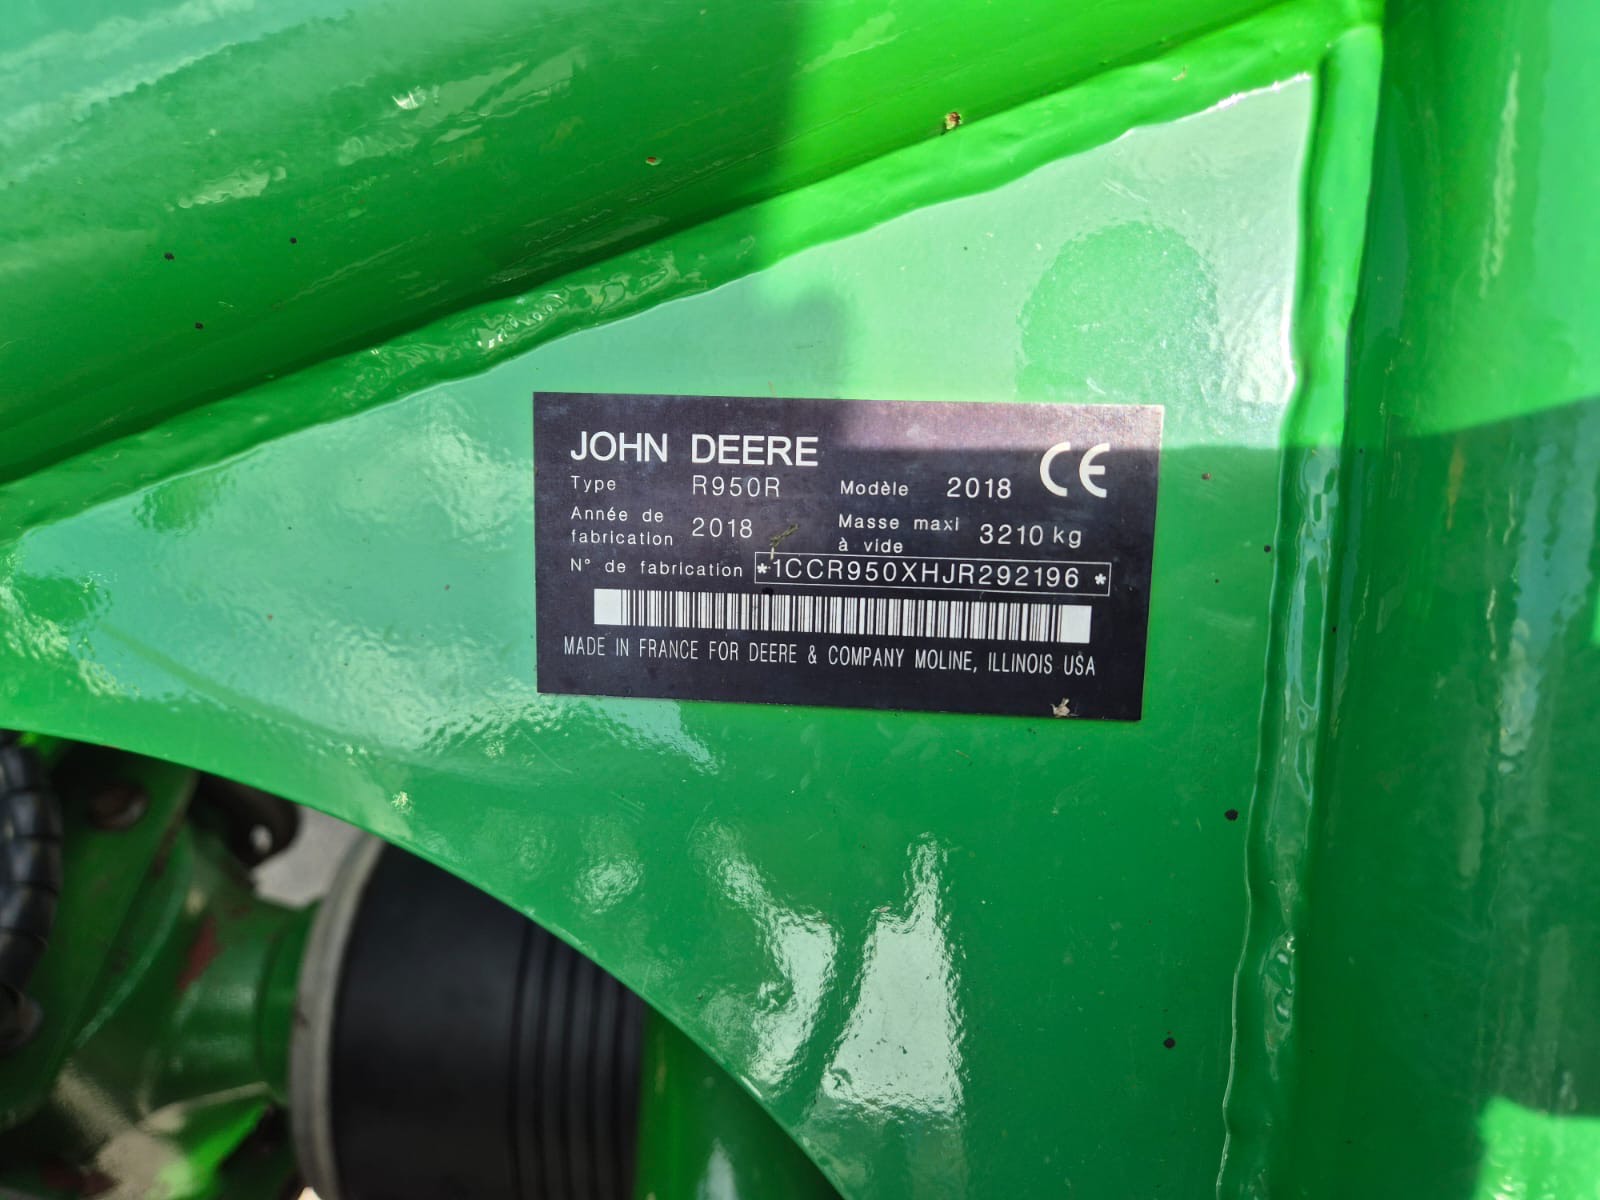 JOHN DEERE
Type R950R Modèle 2018 CE
Année de fabrication 2018 Masse maxi à vide 3210 kg
N° de fabrication *1CCR950XHJR292196*
MADE IN FRANCE FOR DEERE & COMPANY MOLINE, ILLINOIS USA